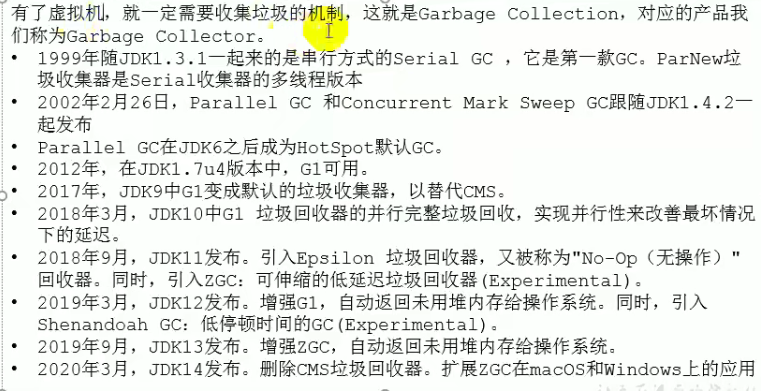 有了虚拟机，就一定需要收集垃圾的机制，这就是Garbage Collection，对应的产品我
们称为Garbage Collector。
• 1999年随JDK1.3.1一起来的是串行方式的Serial GC ，它是第一款GC。ParNew垃
圾收集器是Serial收集器的多线程版本
• 2002年2月26日，Parallel GC 和Concurrent Mark Sweep GC跟随JDK1.4.2一
起发布
• Parallel GC在JDK6之后成为HotSpot默认GC。
• 2012年，在JDK1.7u4版本中，G1可用。
• 2017年，JDK9中G1变成默认的垃圾收集器，以替代CMS。
• 2018年3月，JDK10中G1 垃圾回收器的并行完整垃圾回收，实现并行性来改善最坏情况
下的延迟。
• 2018年9月，JDK11发布。引入Epsilon 垃圾回收器，又被称为"No-Op（无操作）"
回收器。同时，引入ZGC：可伸缩的低延迟垃圾回收器(Experimental)。
• 2019年3月，JDK12发布。增强G1，自动返回未用堆内存给操作系统。同时，引入
Shenandoah GC：低停顿时间的GC(Experimental)。
• 2019年9月，JDK13发布。增强ZGC，自动返回未用堆内存给操作系统。
• 2020年3月，JDK14发布。删除CMS垃圾回收器。扩展ZGC在macOS和Windows上的应用